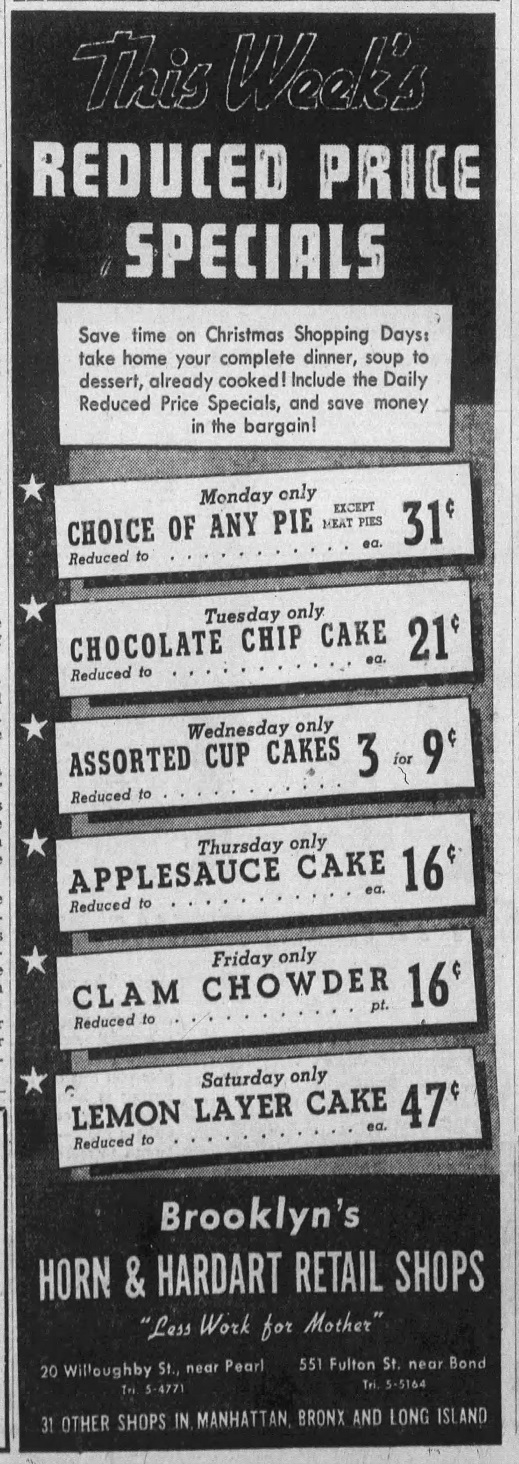 This Week's
REDUCED PRICE
SPECIALS
Save time on Christmas Shopping Days:
take home your complete dinner, soup to
dessert, already cooked! Include the Daily
Reduced Price Specials, and save money
in the bargain!
Monday only
CHOICE OF ANY PIE EXCEPT MEAT PIES 31¢
Reduced to . . . . . . . . . . ea.
Tuesday only
CHOCOLATE CHIP CAKE 21¢
Reduced to . . . . . . . . . . ea.
Wednesday only
ASSORTED CUP CAKES 3 for 9¢
Reduced to . . . . . . . . . . .
Thursday only
APPLESAUCE CAKE 16¢
Reduced to . . . . . . . . . . ea.
Friday only
CLAM CHOWDER 16¢
Reduced to . . . . . . . . . . pt.
Saturday only
LEMON LAYER CAKE 47¢
Reduced to . . . . . . . . . . ea.
Brooklyn's
HORN & HARDART RETAIL SHOPS
"Less Work for Mother"
20 Willoughby St., near Pearl 551 Fulton St. near Bond
Tri. 5-4771 Tri. 5-5164
31 OTHER SHOPS IN MANHATTAN, BRONX AND LONG ISLAND